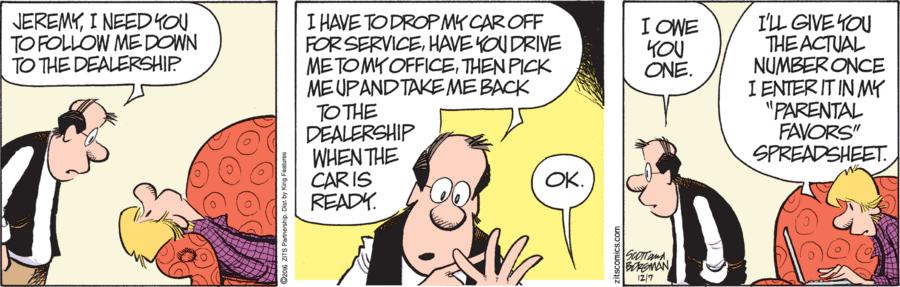 JEREMY, I NEED YOU
TO FOLLOW ME DOWN
TO THE DEALERSHIP.
©2016 ZITS Partnership. Dist. by King Features
I HAVE TO DROP MY CAR OFF
FOR SERVICE, HAVE YOU DRIVE
ME TO MY OFFICE, THEN PICK
ME UP AND TAKE ME BACK
TO THE
DEALERSHIP
WHEN THE
CAR IS
READY.
OK.
I OWE
YOU
ONE.
I'LL GIVE YOU
THE ACTUAL
NUMBER ONCE
I ENTER IT IN MY
"PARENTAL
FAVORS"
SPREADSHEET.
zitscomics.com
SCOTT and
BORGMAN
12/7